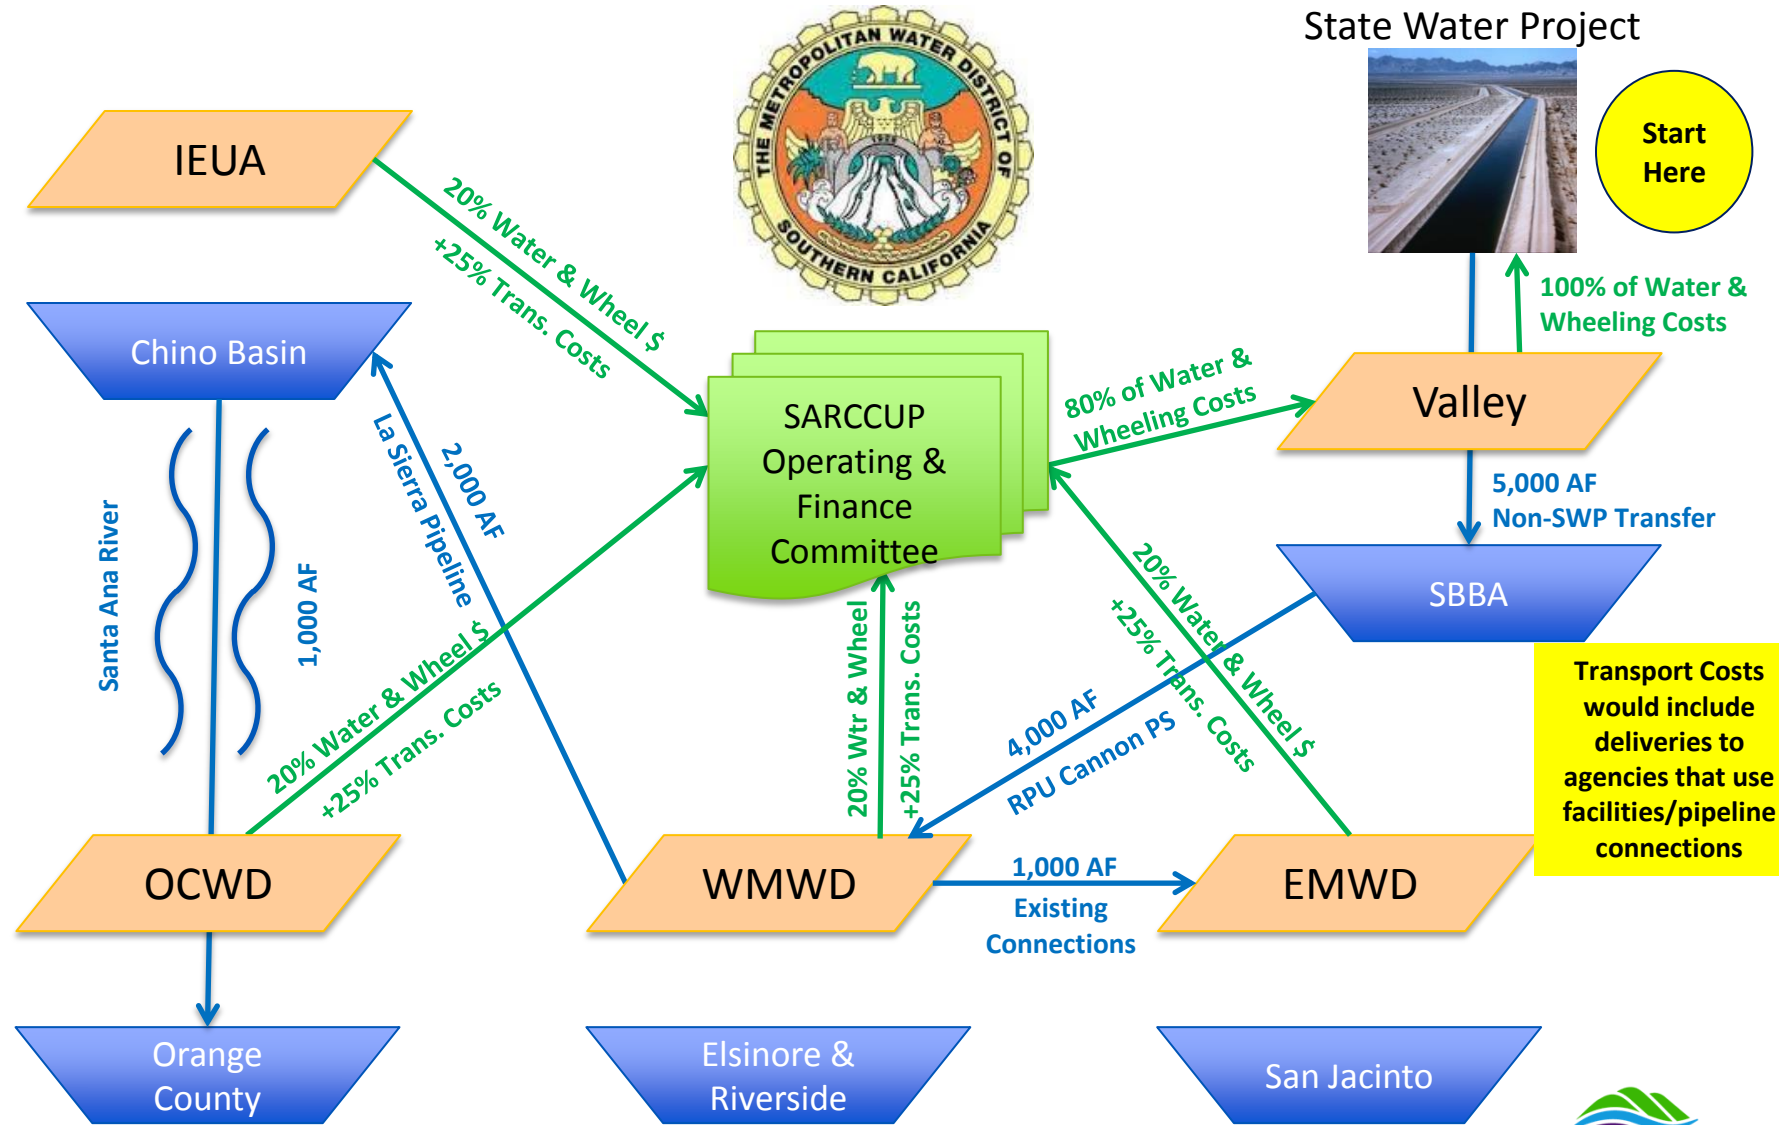 State Water Project
THE METROPOLITAN WATER DISTRICT OF
SOUTHERN CALIFORNIA
1928
Start
Here
IEUA
20% Water & Wheel $
+25% Trans. Costs
100% of Water &
Wheeling Costs
Chino Basin
80% of Water &
Wheeling Costs
Valley
SARCCUP
Operating &
Finance
Committee
2,000 AF
La Sierra Pipeline
5,000 AF
Non-SWP Transfer
Santa Ana River
1,000 AF
SBBA
20% Water & Wheel $
+25% Trans. Costs
20% Wtr & Wheel
+25% Trans. Costs
20% Water & Wheel $
+25% Trans. Costs
4,000 AF
RPU Cannon PS
Transport Costs
would include
deliveries to
agencies that use
facilities/pipeline
connections
OCWD
WMWD
1,000 AF
Existing
Connections
EMWD
Orange
County
Elsinore &
Riverside
San Jacinto